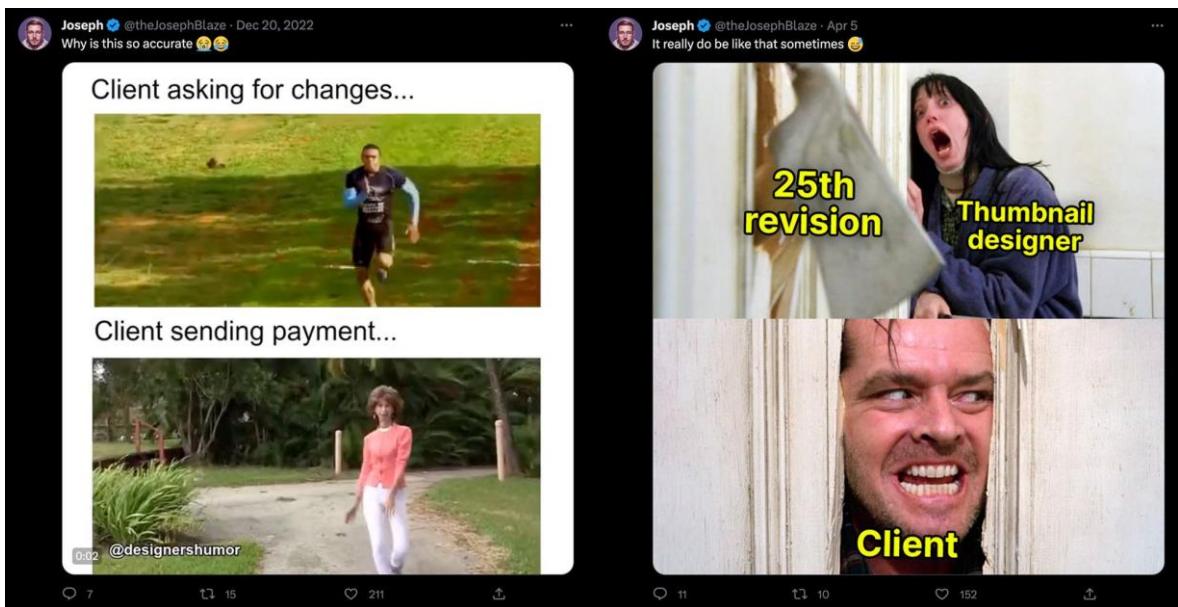 Joseph @theJosephBlaze · Dec 20, 2022
Why is this so accurate 😭😂
Client asking for changes...
Client sending payment...
0:02 @designershumor
7 15 211
Joseph @theJosephBlaze · Apr 5
It really do be like that sometimes 😅
25th
revision
Thumbnail
designer
Client
11 10 152